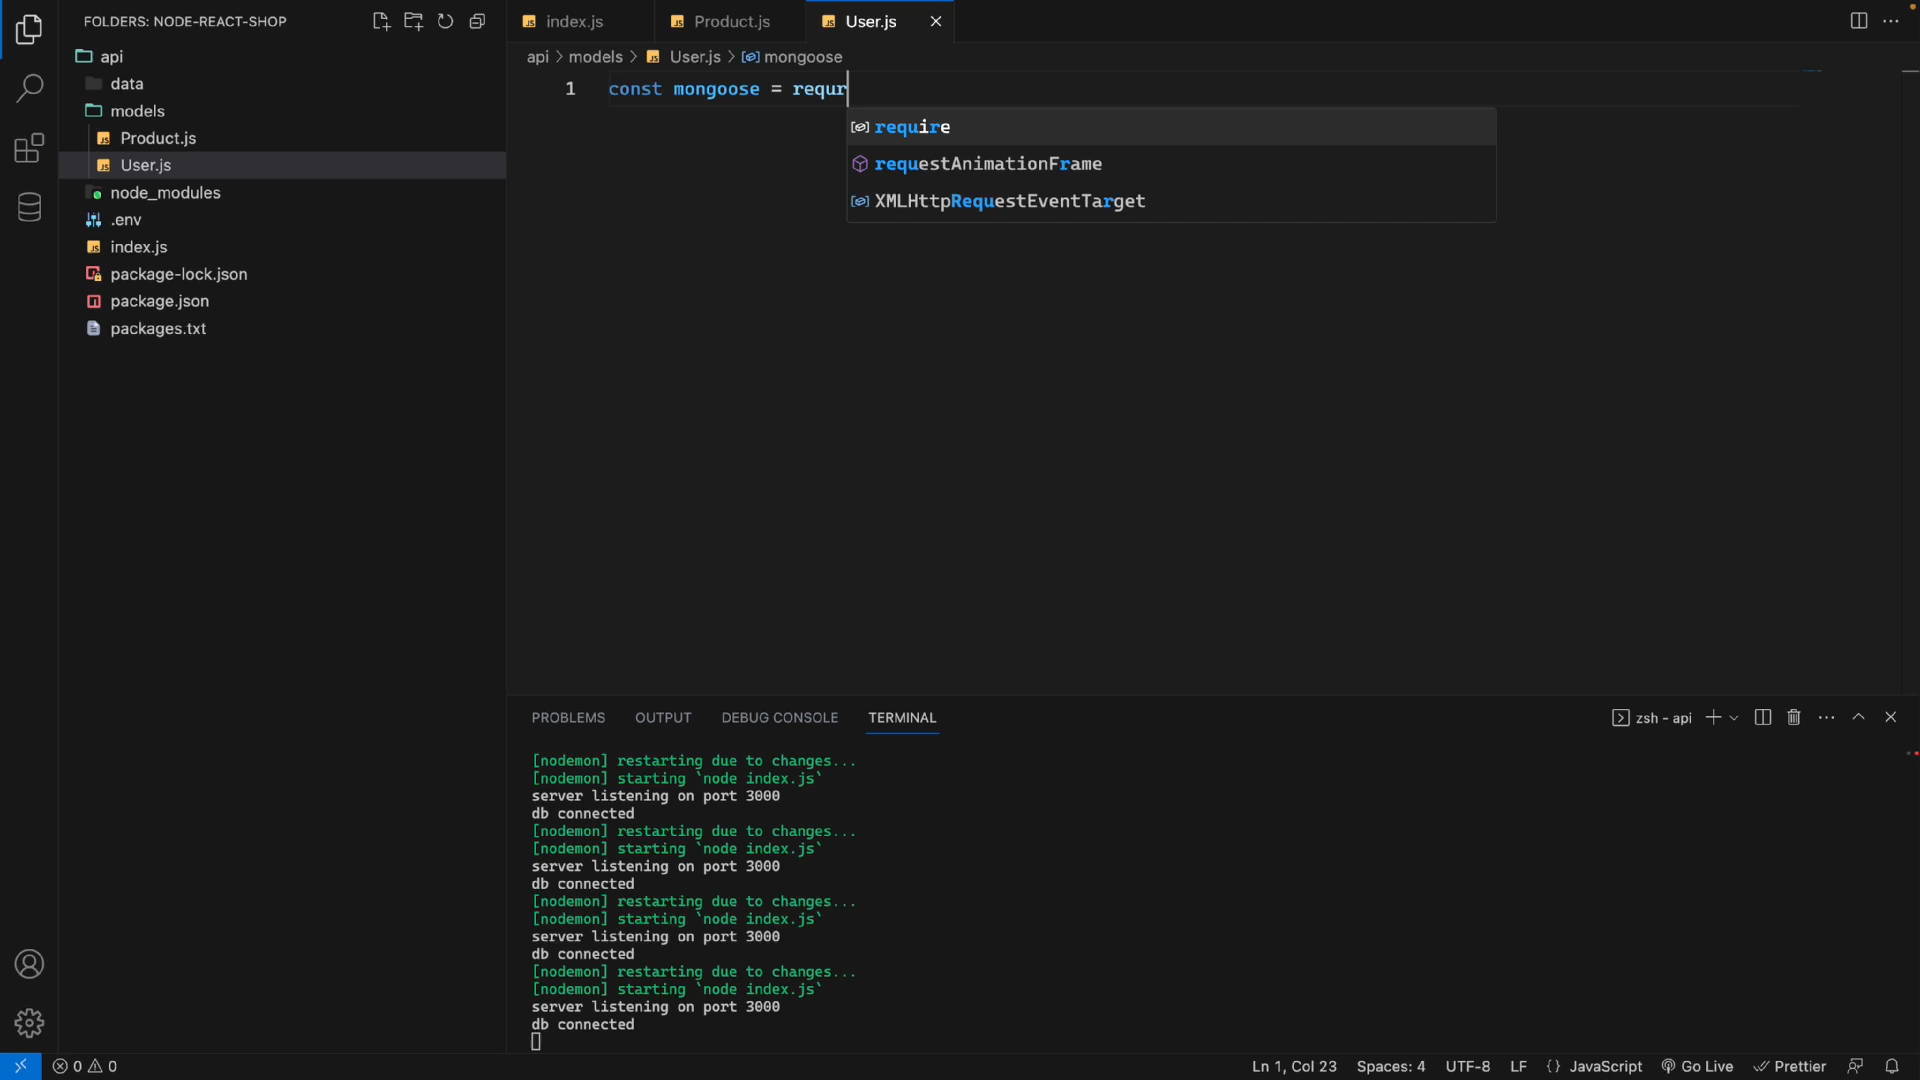 FOLDERS: NODE-REACT-SHOP
api
data
models
Product.js
User.js
node_modules
.env
index.js
package-lock.json
package.json
packages.txt
index.js
Product.js
User.js
api > models > User.js > mongoose
1 const mongoose = requr
require
requestAnimationFrame
XMLHttpRequestEventTarget
PROBLEMS OUTPUT DEBUG CONSOLE TERMINAL
zsh - api
[nodemon] restarting due to changes...
[nodemon] starting `node index.js`
server listening on port 3000
db connected
[nodemon] restarting due to changes...
[nodemon] starting `node index.js`
server listening on port 3000
db connected
[nodemon] restarting due to changes...
[nodemon] starting `node index.js`
server listening on port 3000
db connected
[nodemon] restarting due to changes...
[nodemon] starting `node index.js`
server listening on port 3000
db connected
0 0
Ln 1, Col 23 Spaces: 4 UTF-8 LF {} JavaScript Go Live Prettier